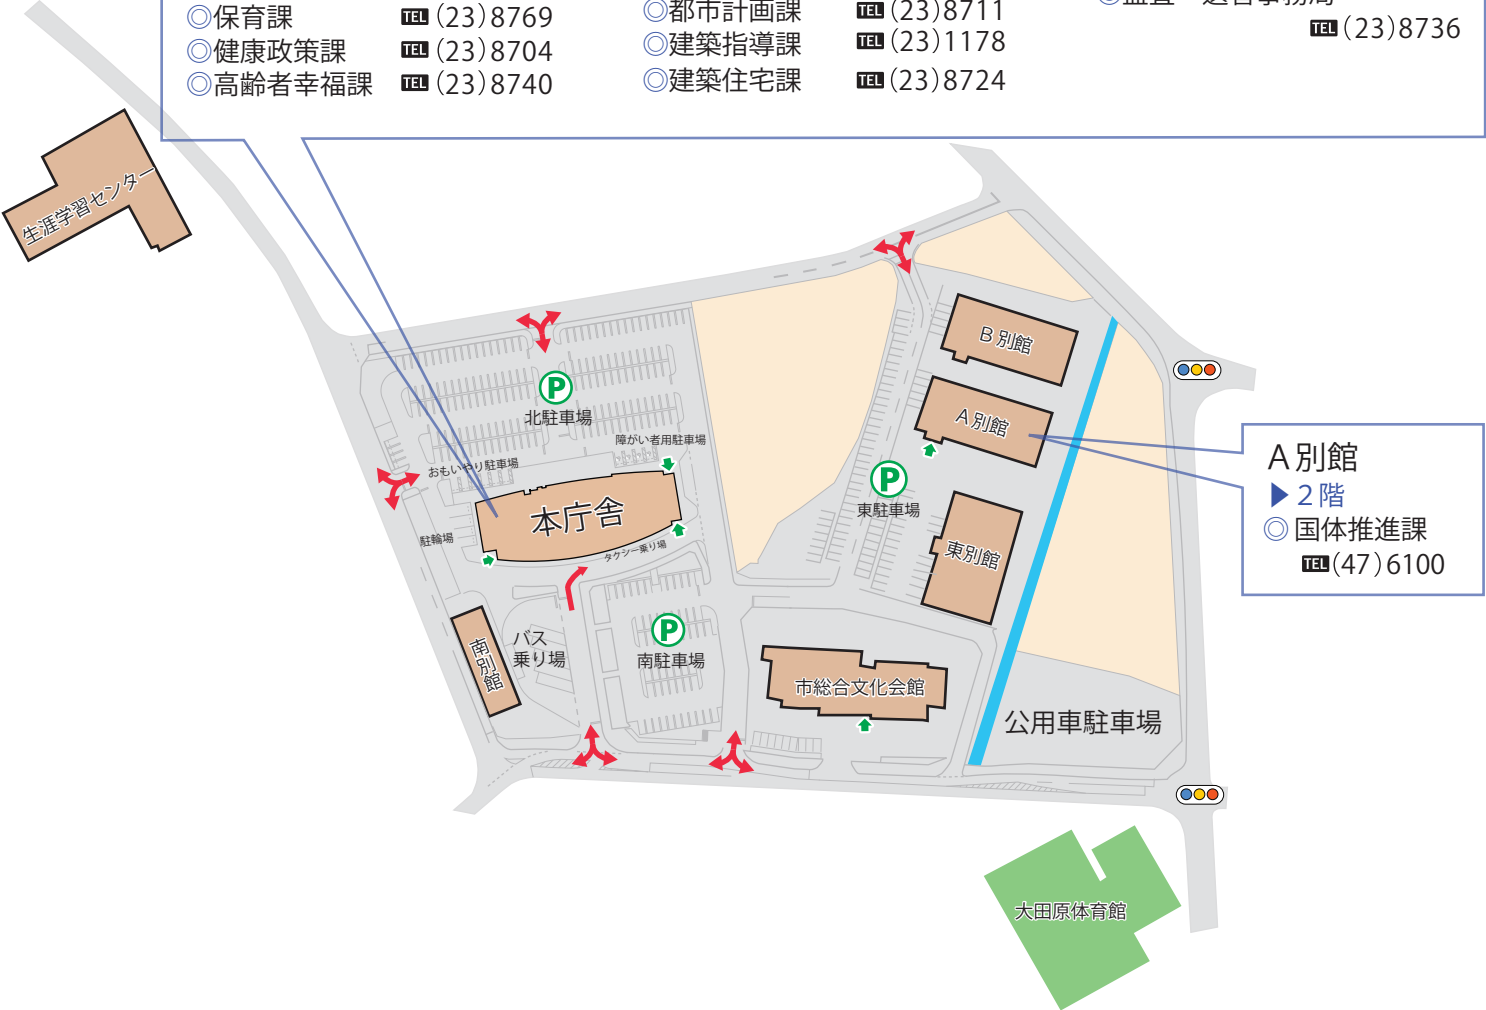 ◎保育課 TEL(23)8769
◎健康政策課 TEL(23)8704
◎高齢者幸福課 TEL(23)8740
◎都市計画課 TEL(23)8711
◎建築指導課 TEL(23)1178
◎建築住宅課 TEL(23)8724
TEL(23)8736
生涯学習センター
B別館
A別館
P
北駐車場
障がい者用駐車場
おもいやり駐車場
本庁舎
駐輪場
タクシー乗り場
P
東駐車場
東別館
A別館
▶2階
◎国体推進課
TEL(47)6100
南別館
バス
乗り場
P
南駐車場
市総合文化会館
公用車駐車場
大田原体育館